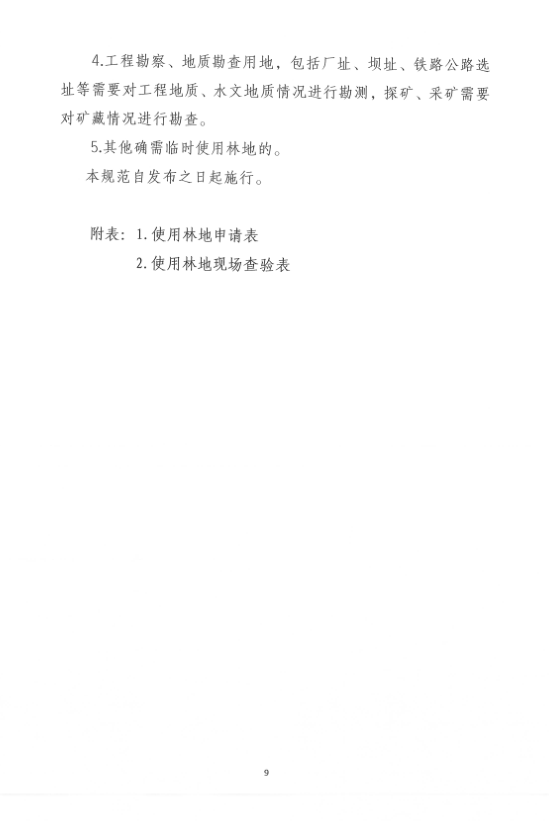 4.工程勘察、地质勘查用地，包括厂址、坝址、铁路公路选
址等需要对工程地质、水文地质情况进行勘测，探矿、采矿需要
对矿藏情况进行勘查。
5.其他确需临时使用林地的。
本规范自发布之日起施行。
附表：1.使用林地申请表
2.使用林地现场查验表
9